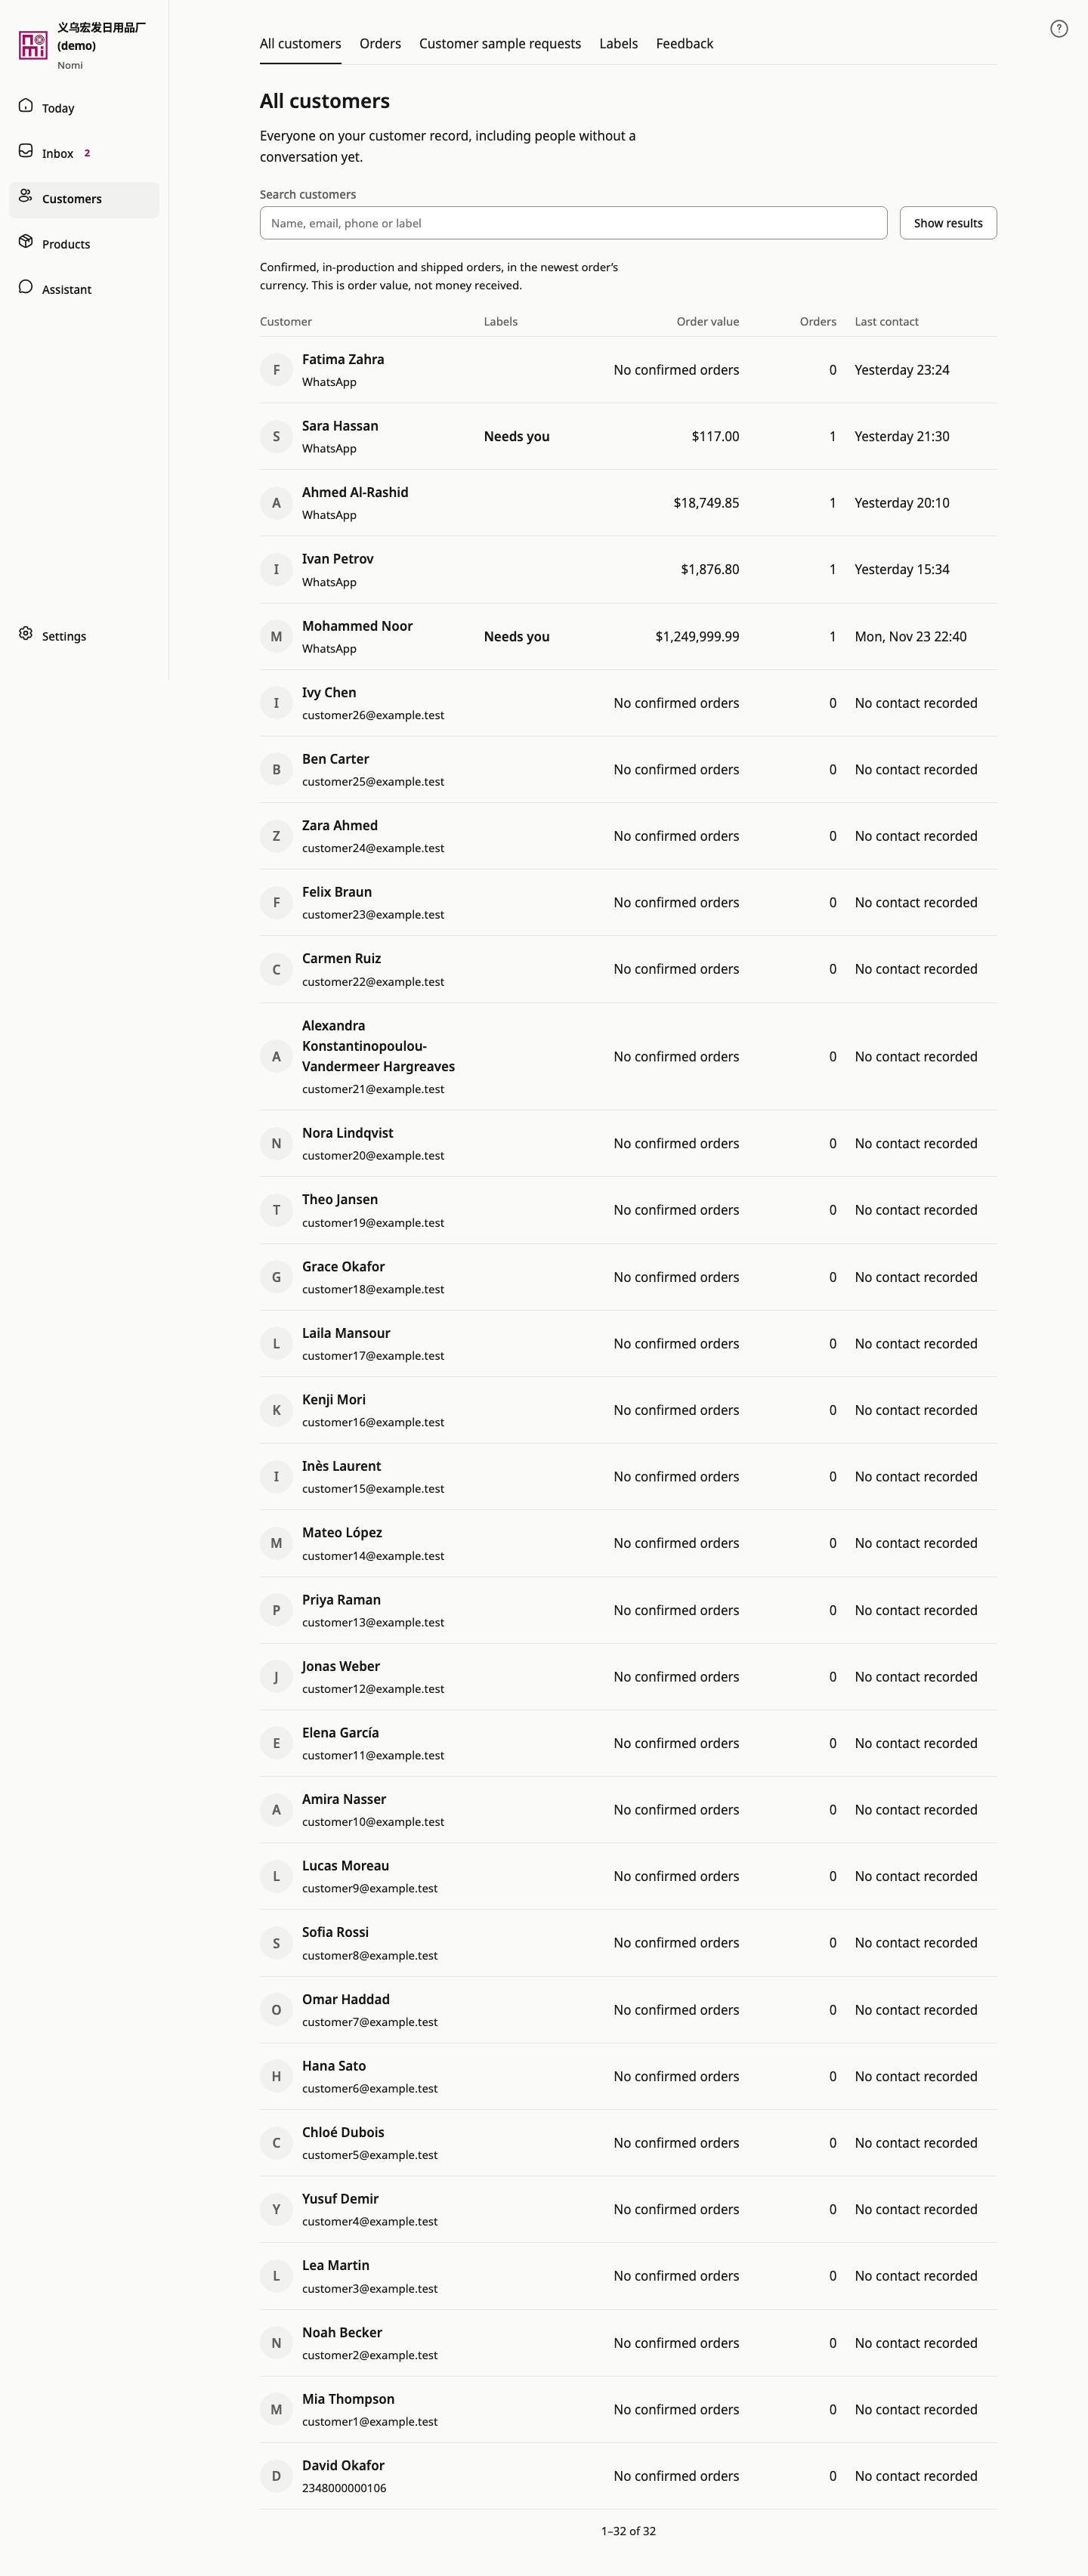 义乌宏发日用品厂
(demo)
Nomi
Today
Inbox 2
Customers
Products
Assistant
Settings
All customers Orders Customer sample requests Labels Feedback
All customers
Everyone on your customer record, including people without a
conversation yet.
Search customers
Name, email, phone or label
Show results
Confirmed, in-production and shipped orders, in the newest order’s
currency. This is order value, not money received.
Customer Labels Order value Orders Last contact
F Fatima Zahra
WhatsApp
No confirmed orders 0 Yesterday 23:24
S Sara Hassan
WhatsApp
Needs you $117.00 1 Yesterday 21:30
A Ahmed Al-Rashid
WhatsApp
$18,749.85 1 Yesterday 20:10
I Ivan Petrov
WhatsApp
$1,876.80 1 Yesterday 15:34
M Mohammed Noor
WhatsApp
Needs you $1,249,999.99 1 Mon, Nov 23 22:40
I Ivy Chen
customer26@example.test
No confirmed orders 0 No contact recorded
B Ben Carter
customer25@example.test
No confirmed orders 0 No contact recorded
Z Zara Ahmed
customer24@example.test
No confirmed orders 0 No contact recorded
F Felix Braun
customer23@example.test
No confirmed orders 0 No contact recorded
C Carmen Ruiz
customer22@example.test
No confirmed orders 0 No contact recorded
A Alexandra
Konstantinopoulou-
Vandermeer Hargreaves
customer21@example.test
No confirmed orders 0 No contact recorded
N Nora Lindqvist
customer20@example.test
No confirmed orders 0 No contact recorded
T Theo Jansen
customer19@example.test
No confirmed orders 0 No contact recorded
G Grace Okafor
customer18@example.test
No confirmed orders 0 No contact recorded
L Laila Mansour
customer17@example.test
No confirmed orders 0 No contact recorded
K Kenji Mori
customer16@example.test
No confirmed orders 0 No contact recorded
I Inès Laurent
customer15@example.test
No confirmed orders 0 No contact recorded
M Mateo López
customer14@example.test
No confirmed orders 0 No contact recorded
P Priya Raman
customer13@example.test
No confirmed orders 0 No contact recorded
J Jonas Weber
customer12@example.test
No confirmed orders 0 No contact recorded
E Elena García
customer11@example.test
No confirmed orders 0 No contact recorded
A Amira Nasser
customer10@example.test
No confirmed orders 0 No contact recorded
L Lucas Moreau
customer9@example.test
No confirmed orders 0 No contact recorded
S Sofia Rossi
customer8@example.test
No confirmed orders 0 No contact recorded
O Omar Haddad
customer7@example.test
No confirmed orders 0 No contact recorded
H Hana Sato
customer6@example.test
No confirmed orders 0 No contact recorded
C Chloé Dubois
customer5@example.test
No confirmed orders 0 No contact recorded
Y Yusuf Demir
customer4@example.test
No confirmed orders 0 No contact recorded
L Lea Martin
customer3@example.test
No confirmed orders 0 No contact recorded
N Noah Becker
customer2@example.test
No confirmed orders 0 No contact recorded
M Mia Thompson
customer1@example.test
No confirmed orders 0 No contact recorded
D David Okafor
2348000000106
No confirmed orders 0 No contact recorded
1–32 of 32